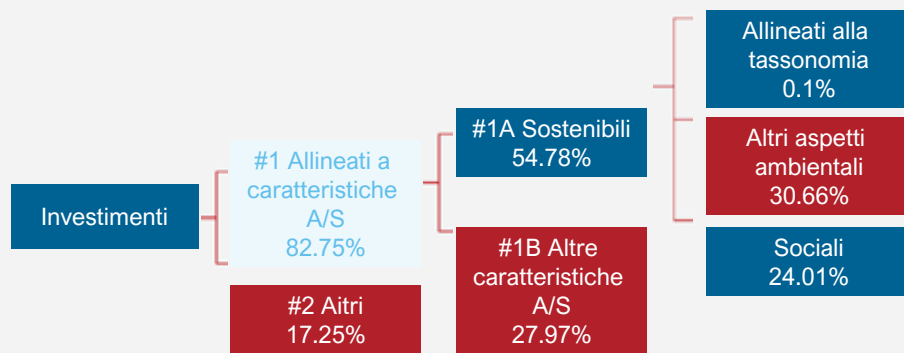 Investimenti
#1 Allineati a
caratteristiche
A/S
82.75%
#2 Aitri
17.25%
#1A Sostenibili
54.78%
#1B Altre
caratteristiche
A/S
27.97%
Allineati alla
tassonomia
0.1%
Altri aspetti
ambientali
30.66%
Sociali
24.01%